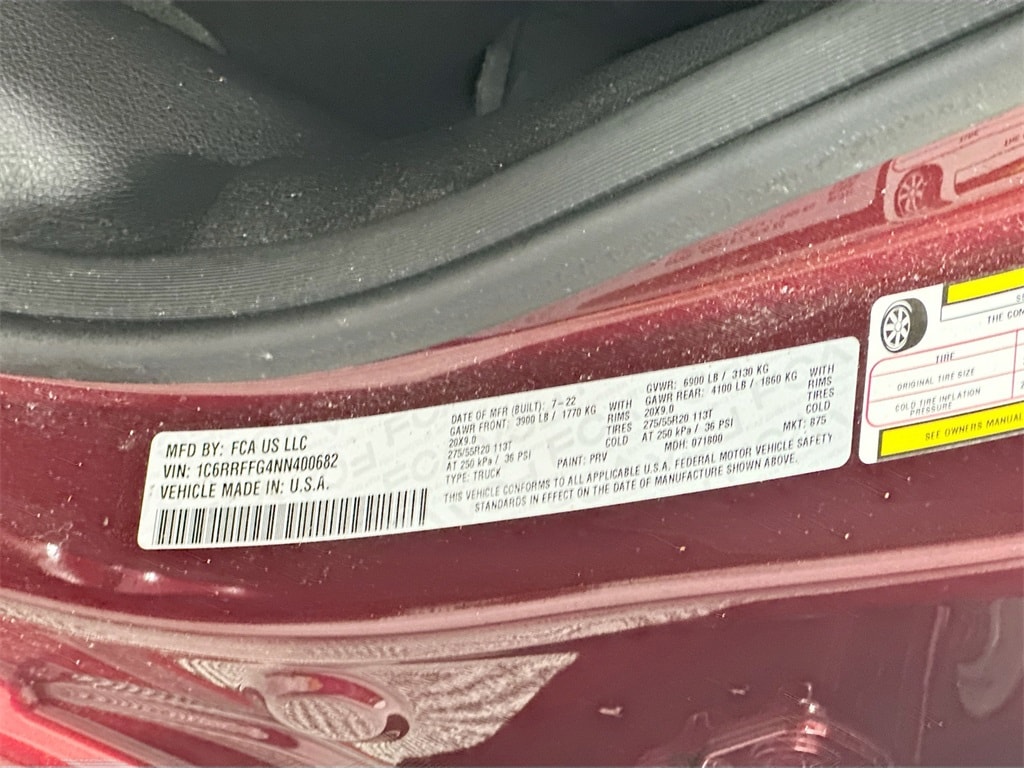 MFD BY: FCA US LLC
VIN: 1C6RRFFG4NN400682
VEHICLE MADE IN: U.S.A.
DATE OF MFR (BUILT): 7-22
GAWR FRONT: 3900 LB / 1770 KG WITH
20X9.0 RIMS
275/55R20 113T TIRES
AT 250 kPa / 36 PSI COLD
TYPE: TRUCK
PAINT: PRV
GVWR: 6900 LB / 3130 KG
GAWR REAR: 4100 LB / 1860 KG WITH
20X9.0 RIMS
275/55R20 113T TIRES
AT 250 kPa / 36 PSI COLD
MDH: 071800
MKT: 875
THIS VEHICLE CONFORMS TO ALL APPLICABLE U.S.A. FEDERAL MOTOR VEHICLE SAFETY
STANDARDS IN EFFECT ON THE DATE OF MANUFACTURE SHOWN ABOVE.
THE COM
TIRE
ORIGINAL TIRE SIZE
COLD TIRE INFLATION
PRESSURE
SEE OWNERS MANUAL